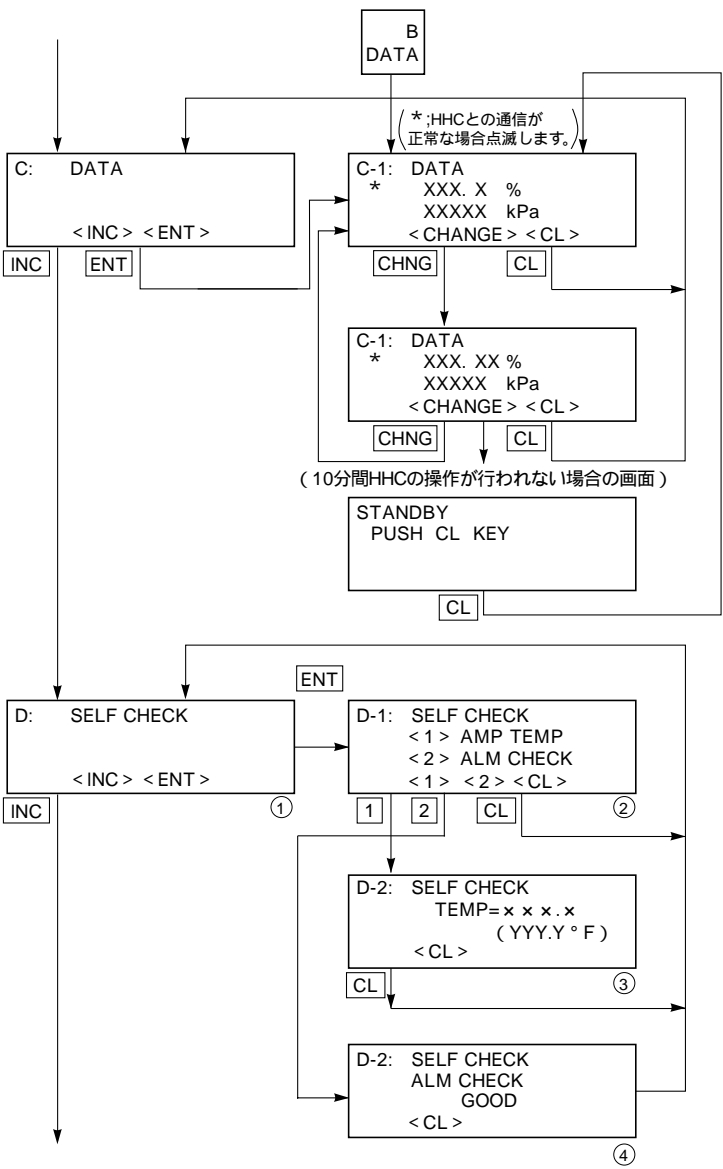 B
DATA
*;HHCとの通信が
正常な場合点滅します。
C: DATA
<INC> <ENT>
INC
ENT
C-1: DATA
* XXX. X %
XXXXX kPa
<CHANGE> <CL>
CHNG
CL
C-1: DATA
* XXX. XX %
XXXXX kPa
<CHANGE> <CL>
CHNG
CL
(10分間HHCの操作が行われない場合の画面)
STANDBY
PUSH CL KEY
CL
ENT
D: SELF CHECK
<INC> <ENT>
①
INC
D-1: SELF CHECK
<1> AMP TEMP
<2> ALM CHECK
<1> <2> <CL>
②
1
2
CL
D-2: SELF CHECK
TEMP=×××.×
(YYY.Y°F)
<CL>
③
CL
D-2: SELF CHECK
ALM CHECK
GOOD
<CL>
④